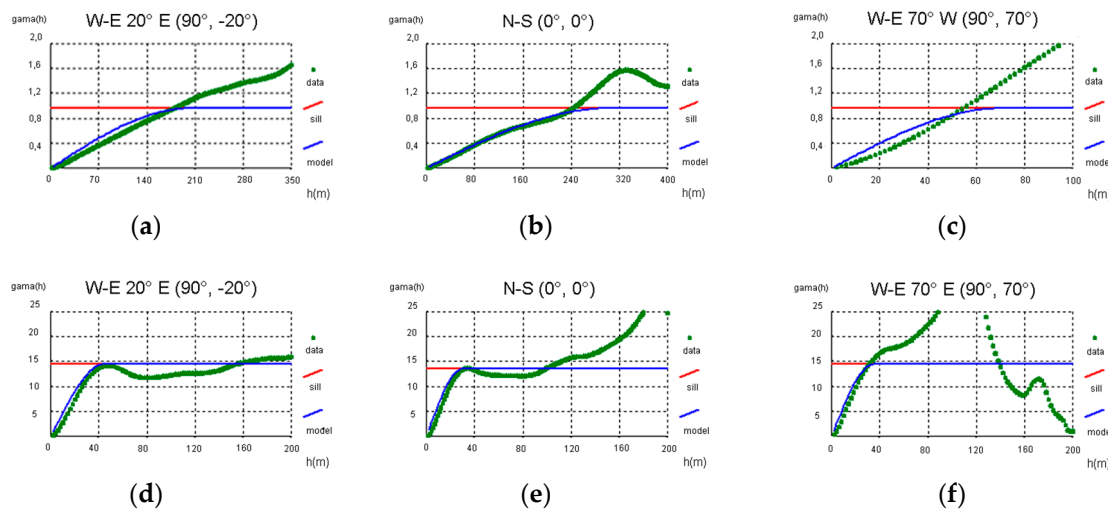 gama(h)
W-E 20° E (90°, -20°)
2,0
1,6
1,2
0,8
0,4
0
70
140
210
280
350
h(m)
data
sill
model
(a)
gama(h)
N-S (0°, 0°)
2,0
1,6
1,2
0,8
0,4
0
80
160
240
320
400
h(m)
data
sill
model
(b)
gama(h)
W-E 70° W (90°, 70°)
2,0
1,6
1,2
0,8
0,4
0
20
40
60
80
100
h(m)
data
sill
model
(c)
gama(h)
W-E 20° E (90°, -20°)
25
20
15
10
5
0
40
80
120
160
200
h(m)
data
sill
model
(d)
gama(h)
N-S (0°, 0°)
25
20
15
10
5
0
40
80
120
160
200
h(m)
data
sill
model
(e)
gama(h)
W-E 70° E (90°, 70°)
25
20
15
10
5
0
40
80
120
160
200
h(m)
data
sill
model
(f)